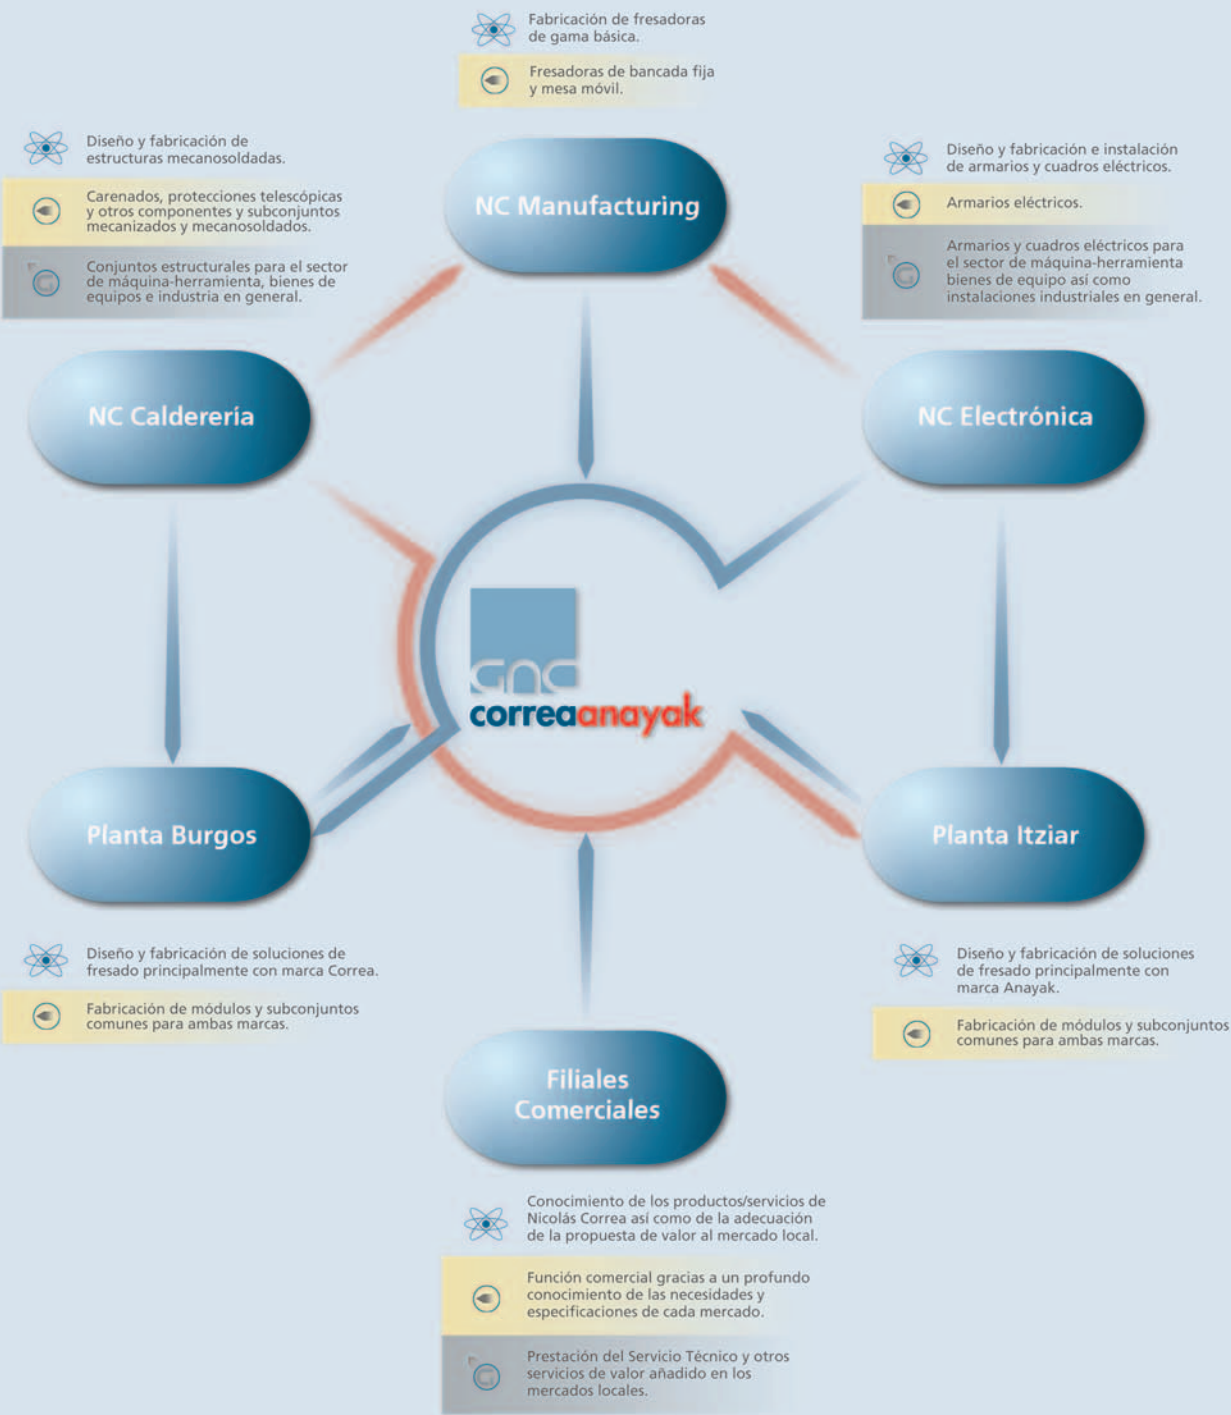 Fabricación de fresadoras
de gama básica.
Fresadoras de bancada fija
y mesa móvil.
NC Manufacturing
Diseño y fabricación de
estructuras mecanosoldadas.
Carenados, protecciones telescópicas
y otros componentes y subconjuntos
mecanizados y mecanosoldados.
Conjuntos estructurales para el sector
de máquina-herramienta, bienes de
equipos e industria en general.
NC Calderería
Diseño y fabricación e instalación
de armarios y cuadros eléctricos.
Armarios eléctricos.
Armarios y cuadros eléctricos para
el sector de máquina-herramienta
bienes de equipo así como
instalaciones industriales en general.
NC Electrónica
GNC
correaanayak
Planta Burgos
Diseño y fabricación de soluciones de
fresado principalmente con marca Correa.
Fabricación de módulos y subconjuntos
comunes para ambas marcas.
Planta Itziar
Diseño y fabricación de soluciones
de fresado principalmente con
marca Anayak.
Fabricación de módulos y subconjuntos
comunes para ambas marcas.
Filiales
Comerciales
Conocimiento de los productos/servicios de
Nicolás Correa así como de la adecuación
de la propuesta de valor al mercado local.
Función comercial gracias a un profundo
conocimiento de las necesidades y
especificaciones de cada mercado.
Prestación del Servicio Técnico y otros
servicios de valor añadido en los
mercados locales.